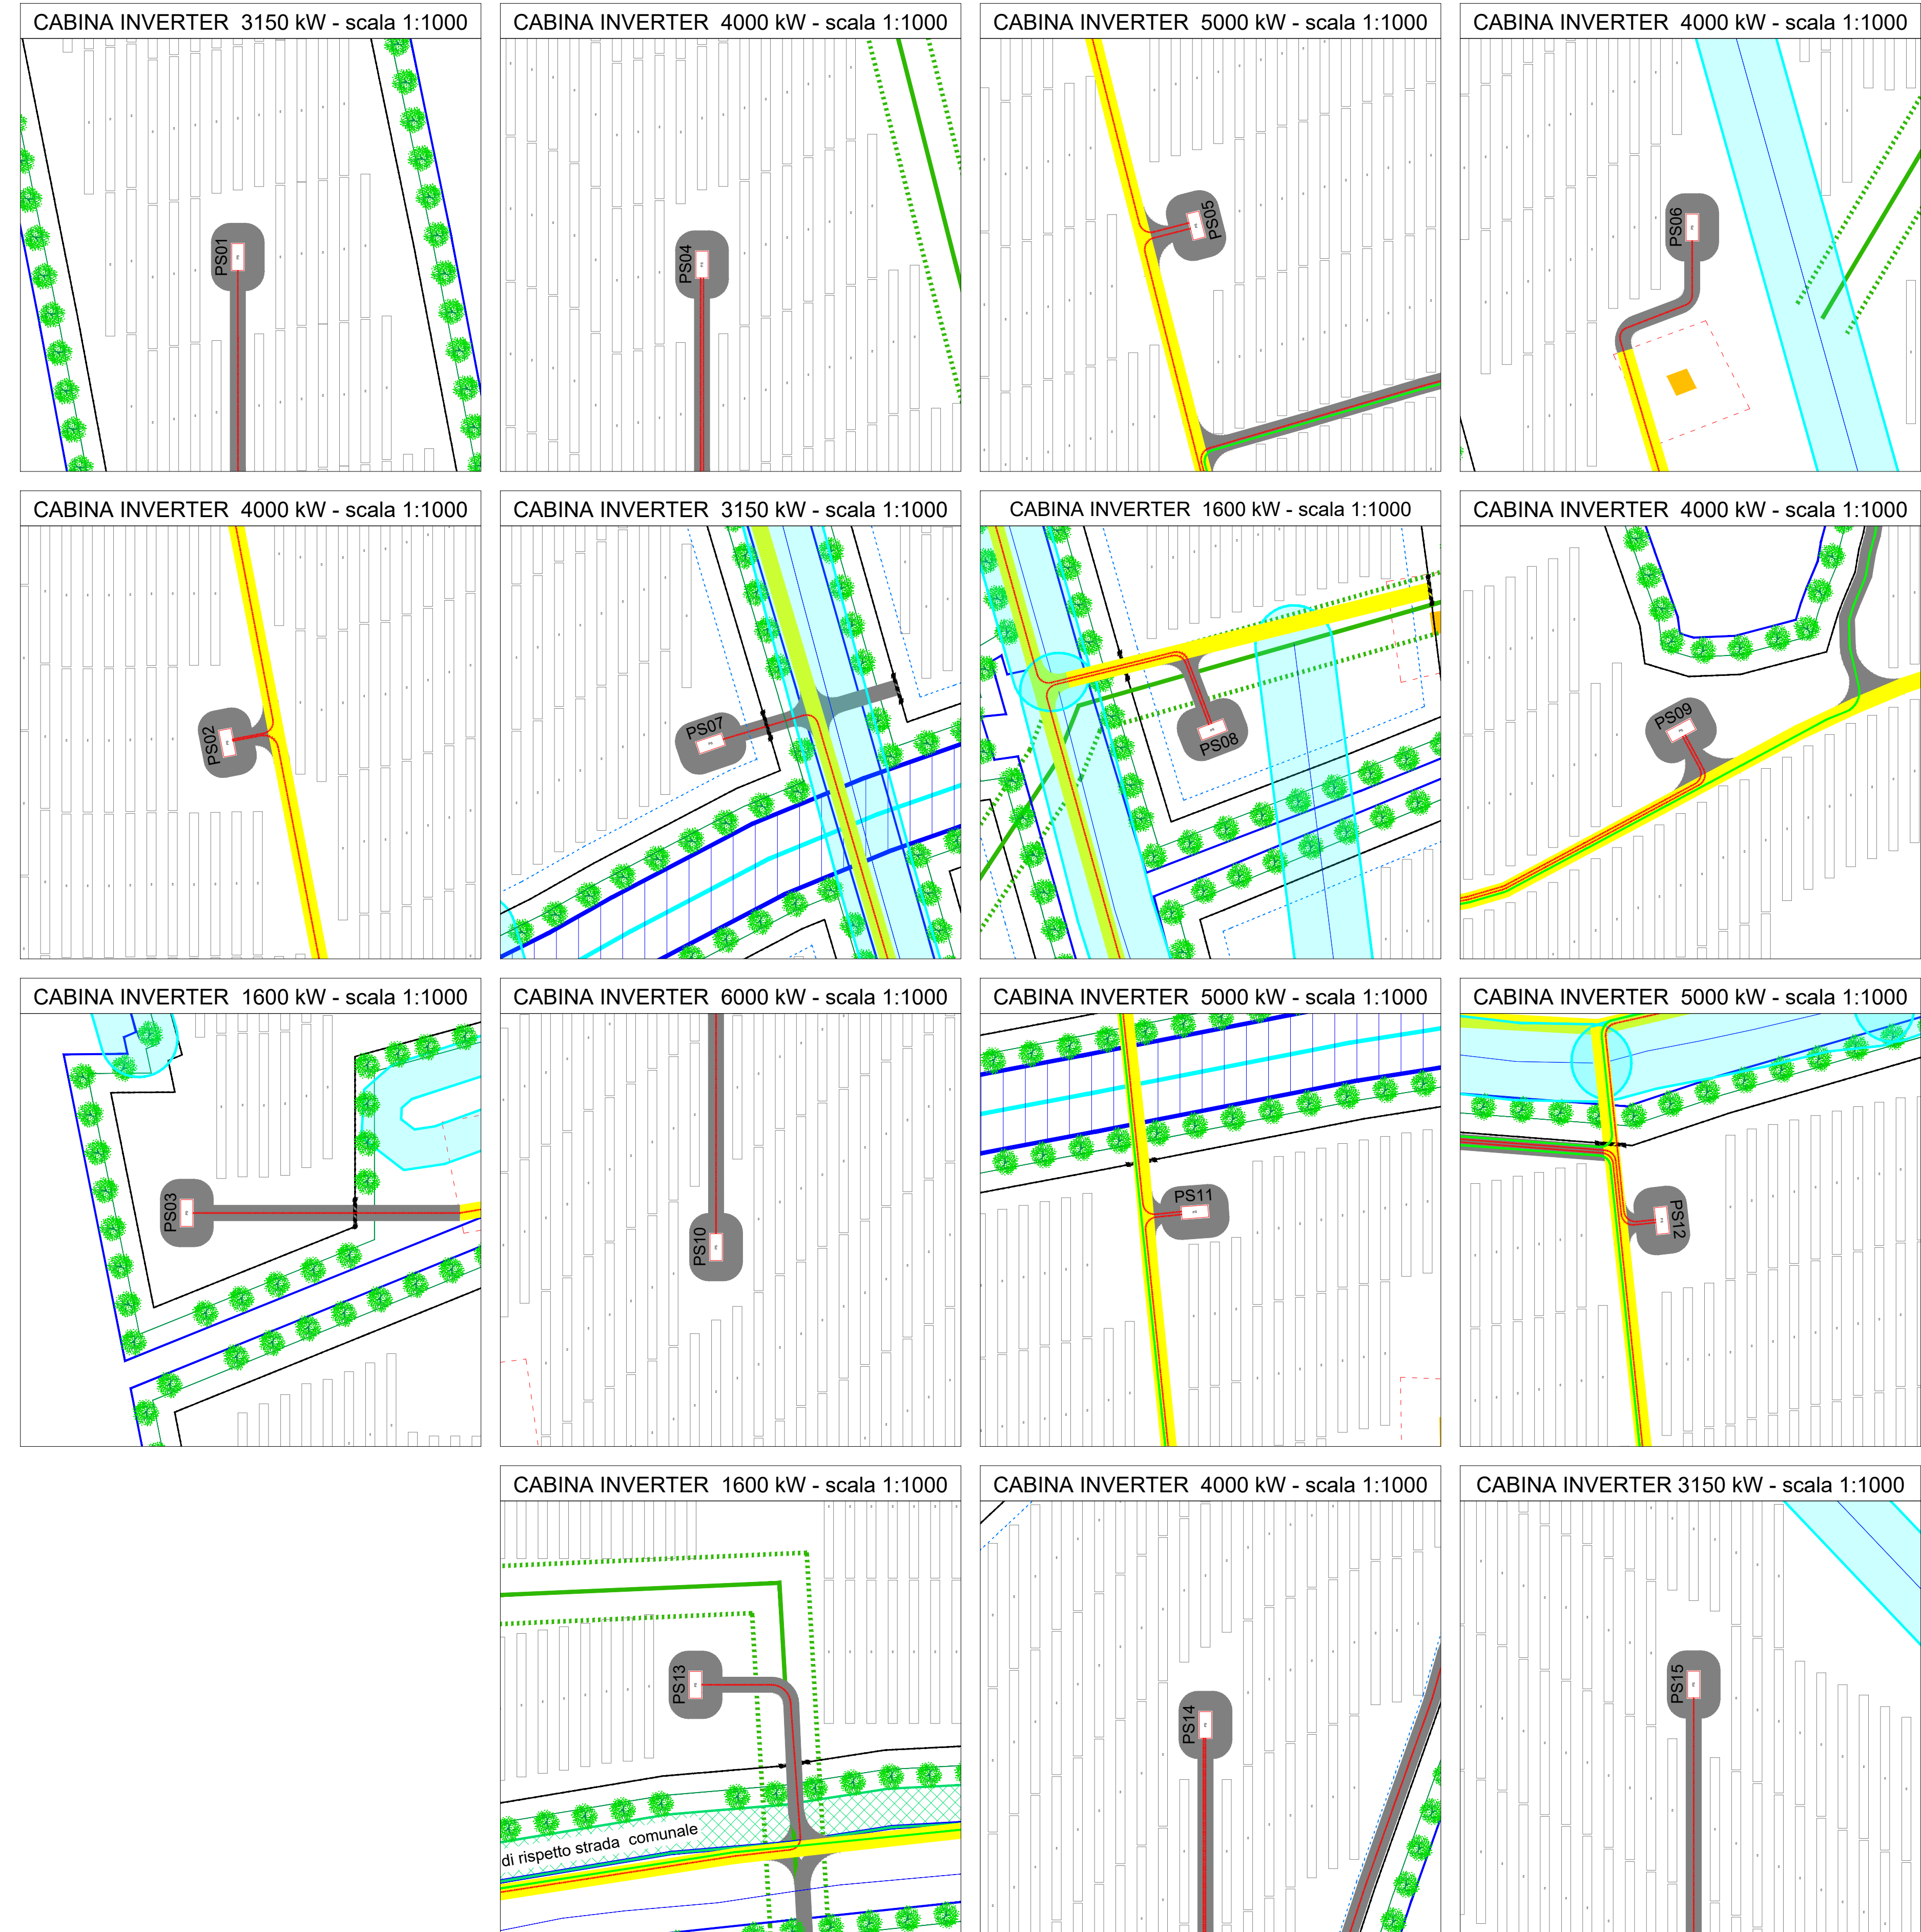 CABINA INVERTER 3150 kW - scala 1:1000
PS01
CABINA INVERTER 4000 kW - scala 1:1000
PS04
CABINA INVERTER 5000 kW - scala 1:1000
PS05
CABINA INVERTER 4000 kW - scala 1:1000
PS06
CABINA INVERTER 4000 kW - scala 1:1000
PS02
CABINA INVERTER 3150 kW - scala 1:1000
PS07
CABINA INVERTER 1600 kW - scala 1:1000
PS08
CABINA INVERTER 4000 kW - scala 1:1000
PS09
CABINA INVERTER 1600 kW - scala 1:1000
PS03
CABINA INVERTER 6000 kW - scala 1:1000
PS10
CABINA INVERTER 5000 kW - scala 1:1000
PS11
CABINA INVERTER 5000 kW - scala 1:1000
PS12
CABINA INVERTER 1600 kW - scala 1:1000
PS13
di rispetto strada comunale
CABINA INVERTER 4000 kW - scala 1:1000
PS14
CABINA INVERTER 3150 kW - scala 1:1000
PS15